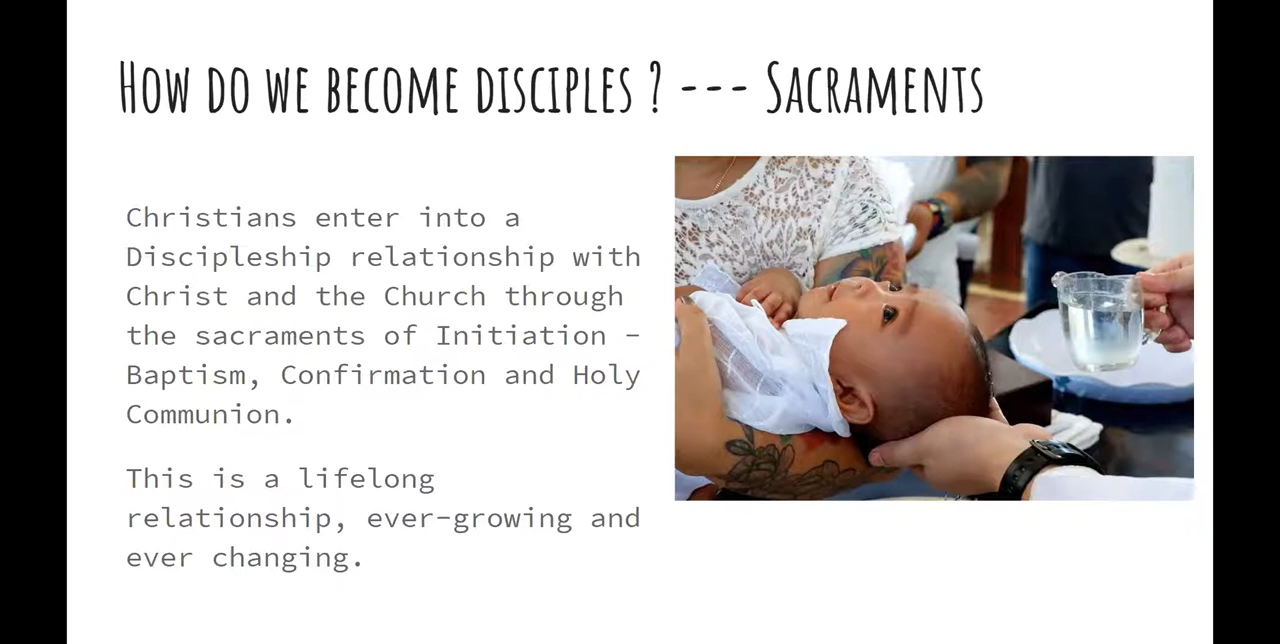 How do we become disciples ? --- Sacraments
Christians enter into a
Discipleship relationship with
Christ and the Church through
the sacraments of Initiation -
Baptism, Confirmation and Holy
Communion.
This is a lifelong
relationship, ever-growing and
ever changing.